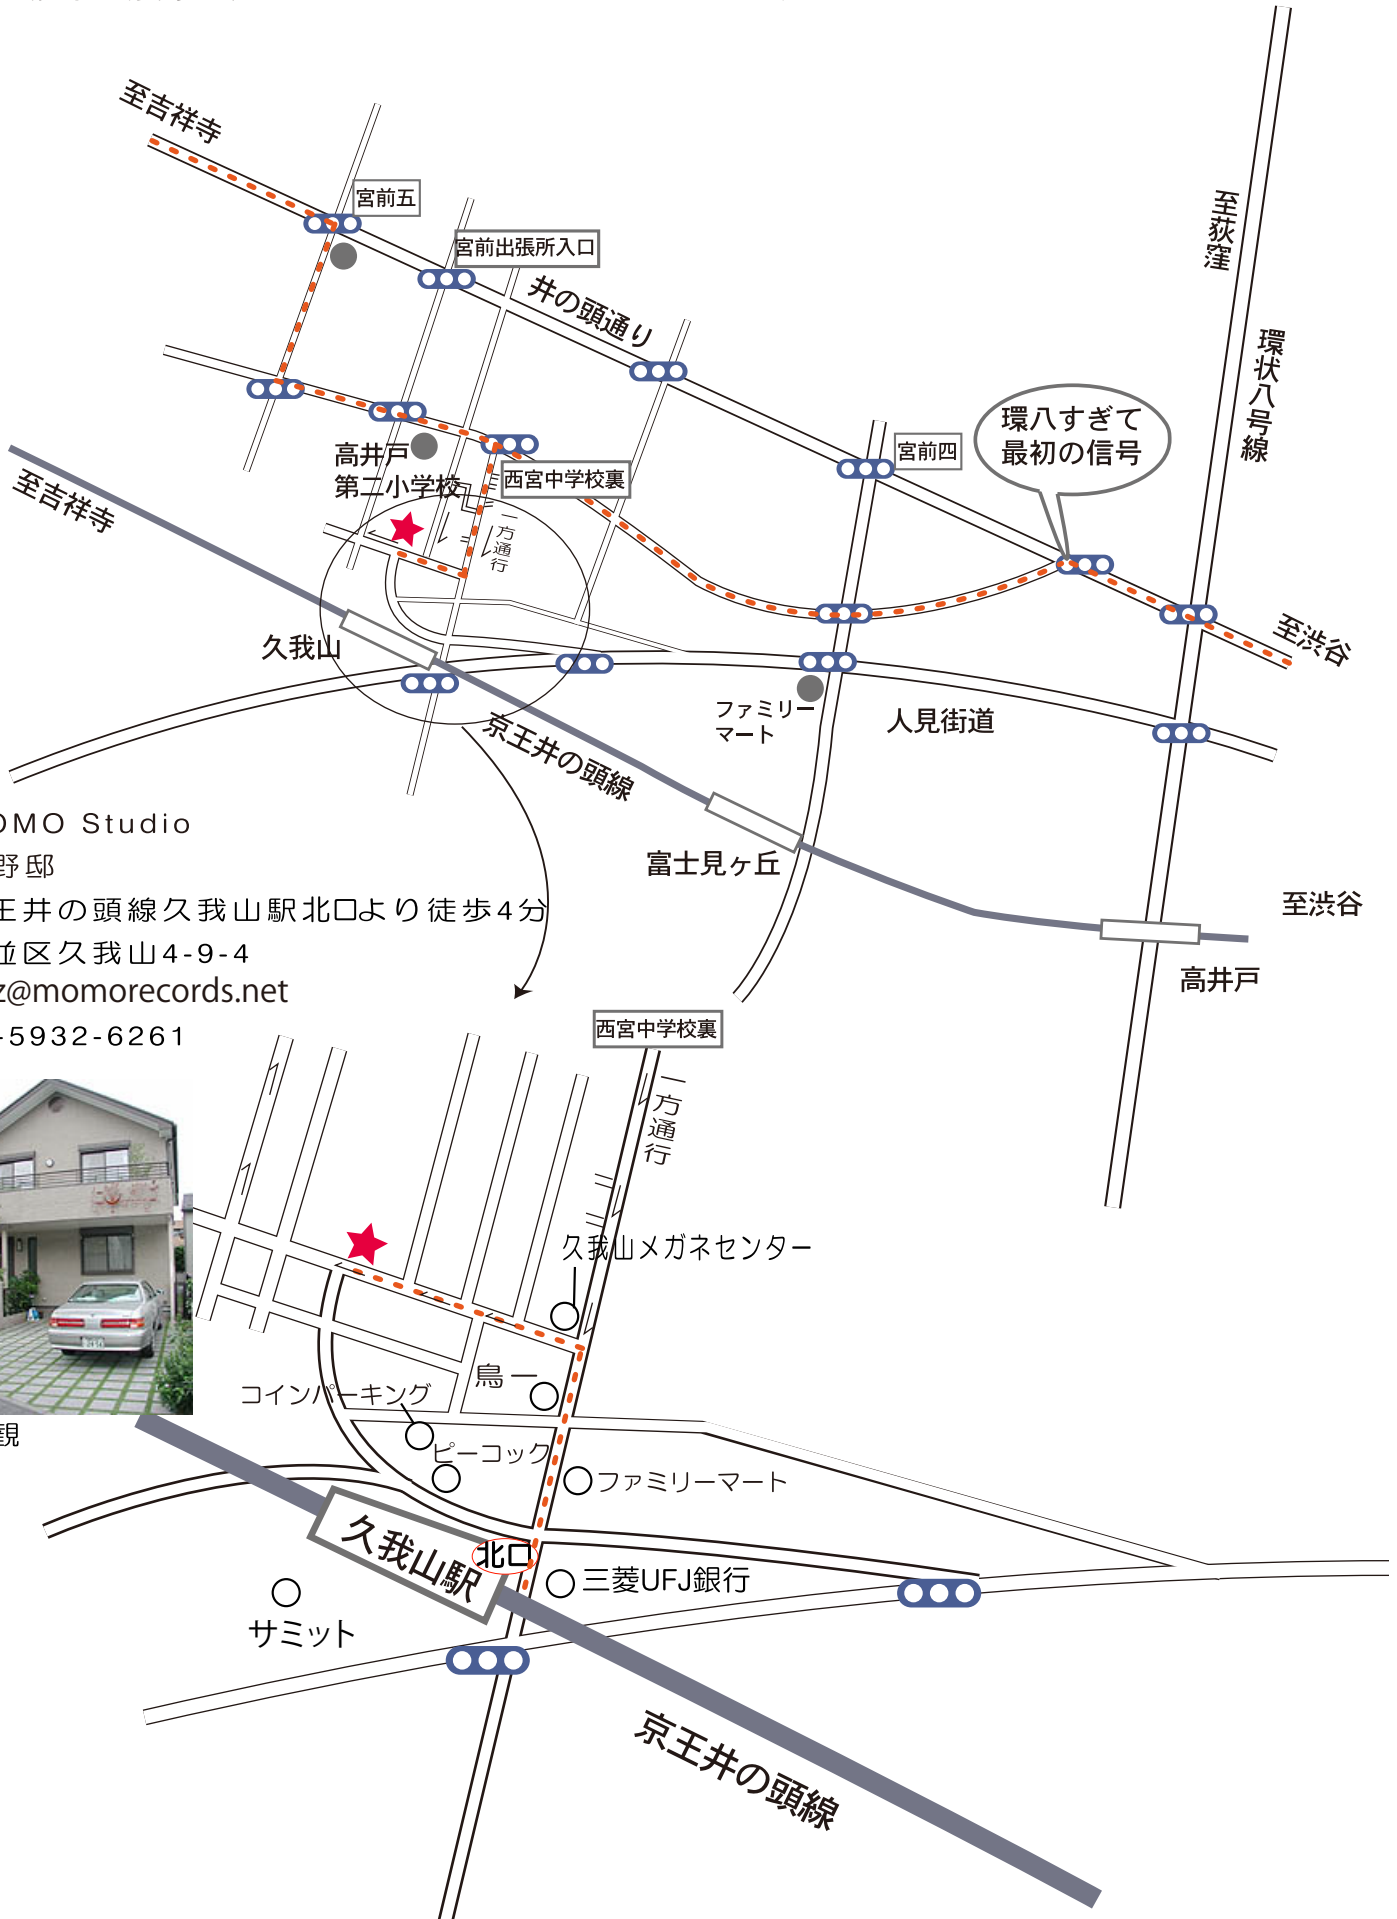 至吉祥寺
宮前五
宮前出張所入口
井の頭通り
至荻窪
環状八号線
環八すぎて
最初の信号
宮前四
高井戸
第二小学校
西宮中学校裏
一方通行
至吉祥寺
久我山
至渋谷
ファミリー
マート
人見街道
京王井の頭線
富士見ヶ丘
至渋谷
高井戸
OMO Studio
野邸
王井の頭線久我山駅北口より徒歩4分
並区久我山4-9-4
z@momorecords.net
-5932-6261
西宮中学校裏
一方通行
久我山メガネセンター
鳥一
コインパーキング
ピーコック
ファミリーマート
観
久我山駅
北口
三菱UFJ銀行
サミット
京王井の頭線